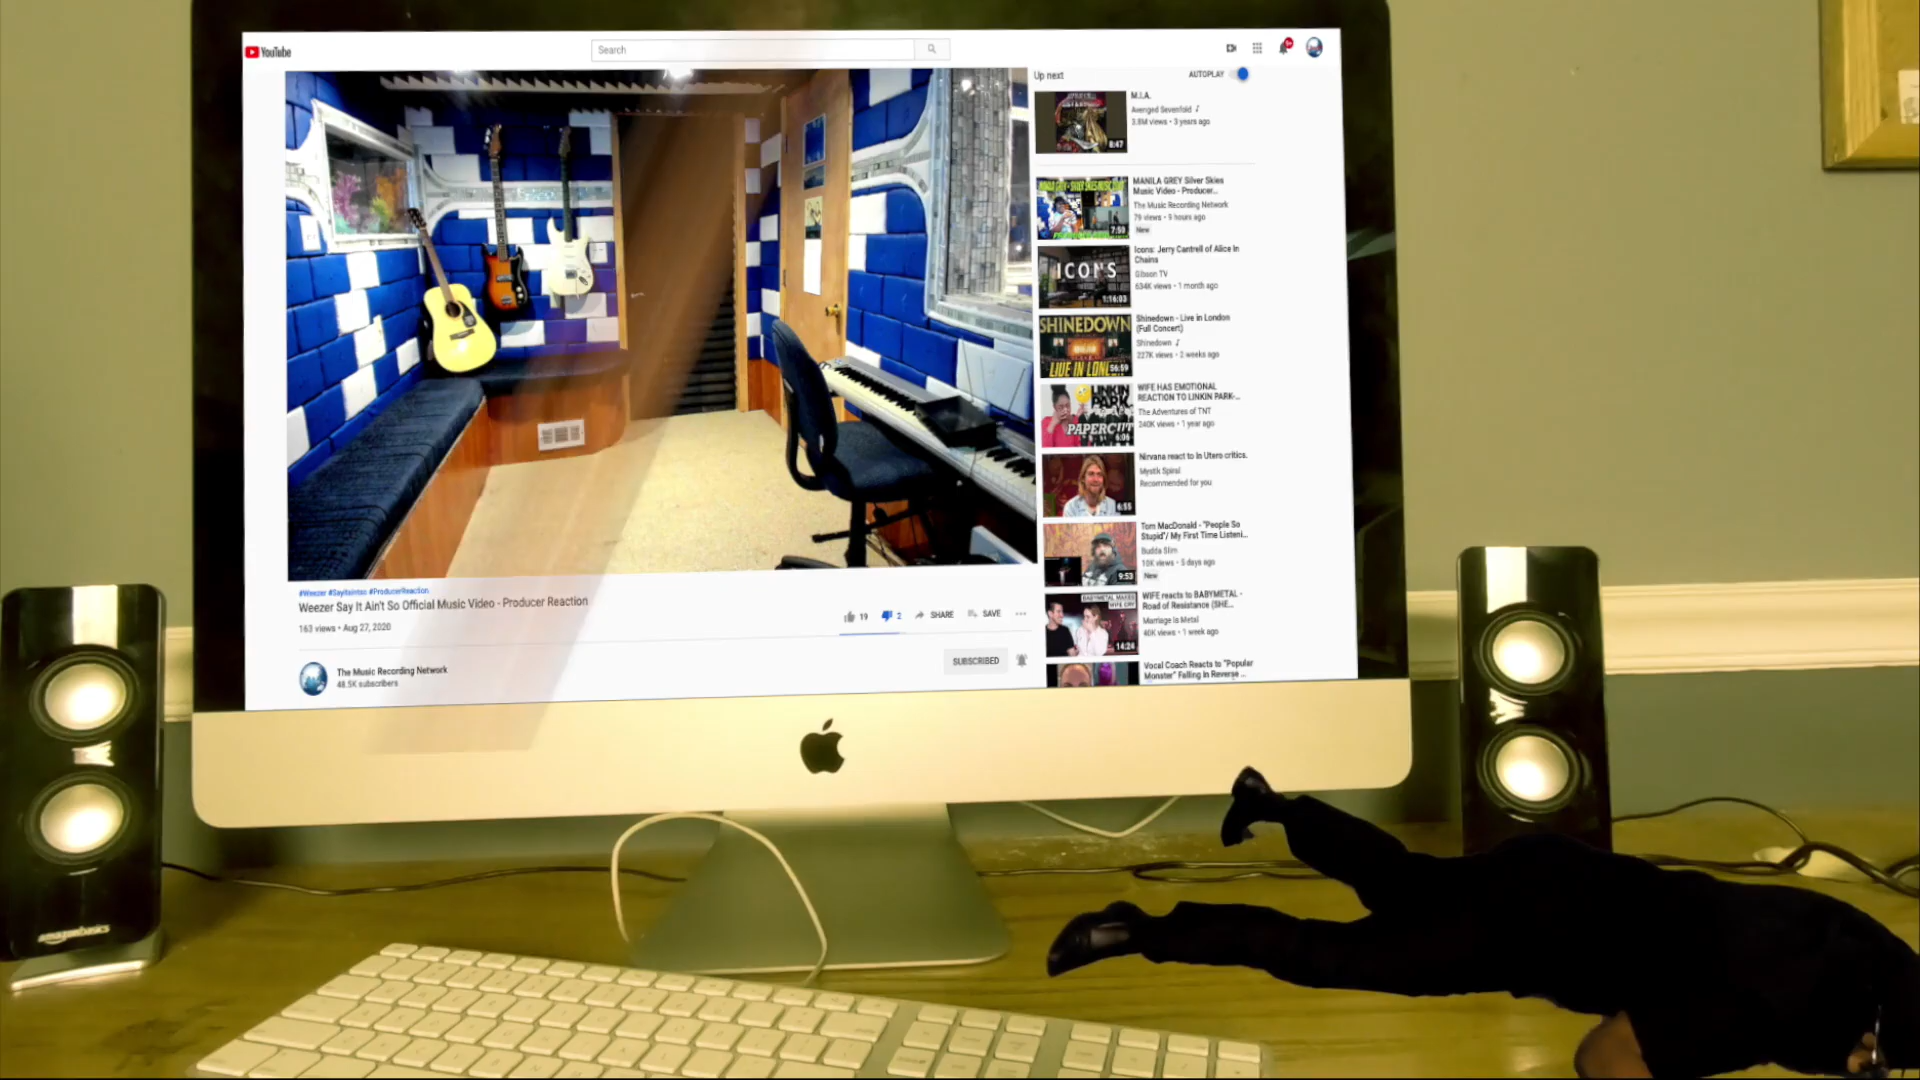 YouTube
Search
Up next
AUTOPLAY
M.I.A.
Avenged Sevenfold
3.8M views • 3 years ago
8:47
MANILA GREY Silver Skies
Music Video - Producer...
The Music Recording Network
79 views • 9 hours ago
New
7:50
Icons: Jerry Cantrell of Alice In
Chains
Gibson TV
634K views • 1 month ago
ICONS
1:16:03
Shinedown - Live in London
(Full Concert)
Shinedown
227K views • 2 weeks ago
SHINEDOWN
LIVE IN LON
56:59
WIFE HAS EMOTIONAL
REACTION TO LINKIN PARK-...
The Adventures of TNT
240K views • 1 year ago
LINKIN
PARK
PAPERCUT
6:06
Nirvana react to In Utero critics.
Mystik Spiral
Recommended for you
6:55
Tom MacDonald - "People So
Stupid"/ My First Time Listeni...
Budda Slim
10K views • 5 days ago
New
9:53
WIFE reacts to BABYMETAL -
Road of Resistance (SHE...
Marriage Is Metal
40K views • 1 week ago
BABYMETAL MAKES
WIFE CRY
14:24
Vocal Coach Reacts to "Popular
Monster" Falling In Reverse ...
#Weezer #SayItAintso #ProducerReaction
Weezer Say It Ain't So Official Music Video - Producer Reaction
163 views • Aug 27, 2020
19
2
SHARE
SAVE
The Music Recording Network
48.5K subscribers
SUBSCRIBED
amazonbasics